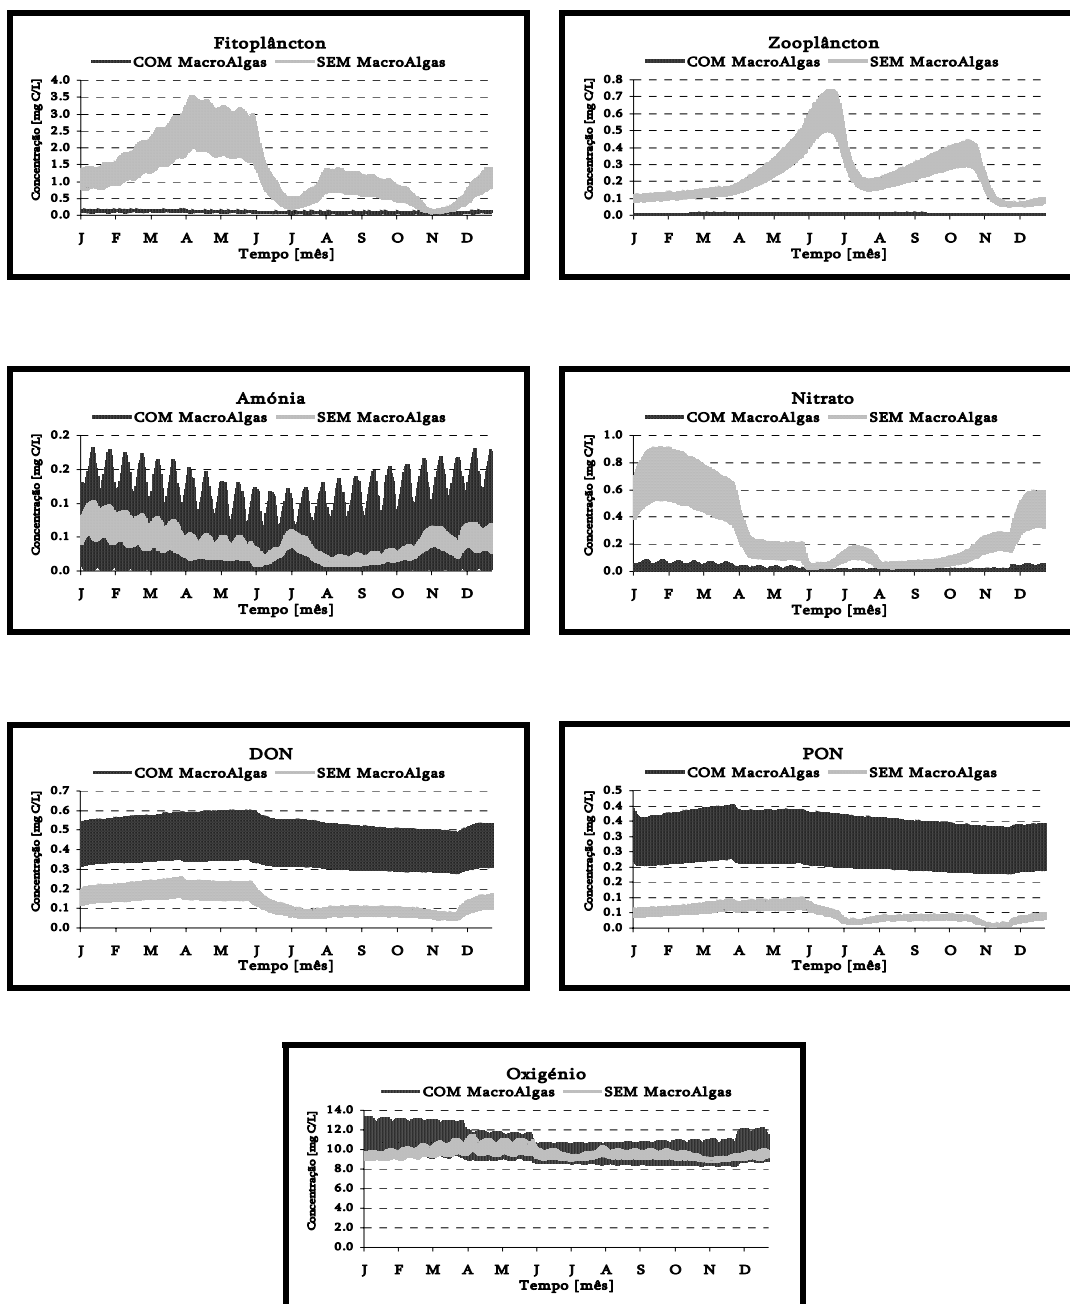 Fitoplâncton
COM MacroAlgas SEM MacroAlgas
Concentração [mg C/L]
4.0
3.5
3.0
2.5
2.0
1.5
1.0
0.5
0.0
J F M A M J J A S O N D
Tempo [mês]
Zooplâncton
COM MacroAlgas SEM MacroAlgas
Concentração [mg C/L]
0.8
0.7
0.6
0.5
0.4
0.3
0.2
0.1
0.0
J F M A M J J A S O N D
Tempo [mês]
Amónia
COM MacroAlgas SEM MacroAlgas
Concentração [mg C/L]
0.2
0.2
0.1
0.1
0.0
J F M A M J J A S O N D
Tempo [mês]
Nitrato
COM MacroAlgas SEM MacroAlgas
Concentração [mg C/L]
1.0
0.8
0.6
0.4
0.2
0.0
J F M A M J J A S O N D
Tempo [mês]
DON
COM MacroAlgas SEM MacroAlgas
Concentração [mg C/L]
0.7
0.6
0.5
0.4
0.3
0.2
0.1
0.0
J F M A M J J A S O N D
Tempo [mês]
PON
COM MacroAlgas SEM MacroAlgas
Concentração [mg C/L]
0.5
0.4
0.4
0.3
0.3
0.2
0.2
0.1
0.1
0.0
J F M A M J J A S O N D
Tempo [mês]
Oxigénio
COM MacroAlgas SEM MacroAlgas
Concentração [mg C/L]
14.0
12.0
10.0
8.0
6.0
4.0
2.0
0.0
J F M A M J J A S O N D
Tempo [mês]